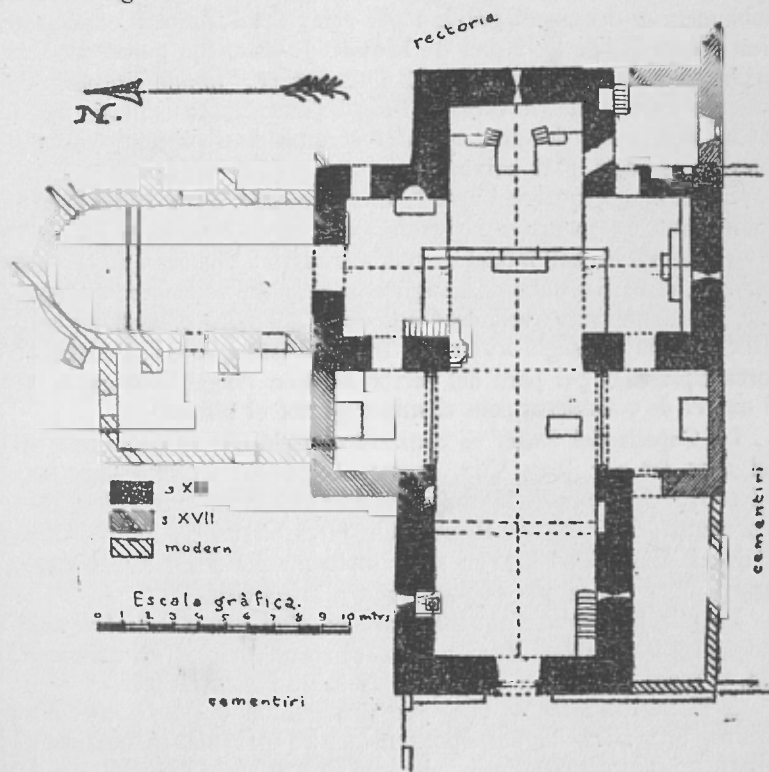 rectoria
N.
s XVII
modern
Escala gràfica.
0 1 2 3 4 5 6 7 8 9 10 mtrs
cementiri
cementiri